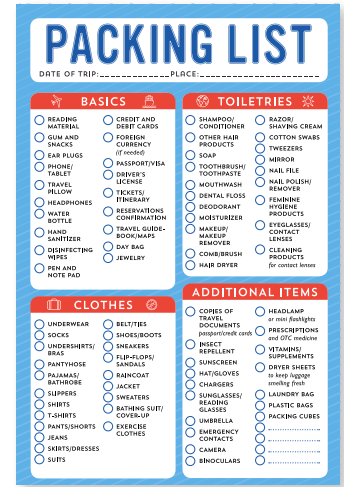 PACKING LIST
DATE OF TRIP: PLACE:
BASICS
READING
MATERIAL
GUM AND
SNACKS
EAR PLUGS
PHONE/
TABLET
TRAVEL
PILLOW
HEADPHONES
WATER
BOTTLE
HAND
SANITIZER
DISINFECTING
WIPES
PEN AND
NOTE PAD
CREDIT AND
DEBIT CARDS
FOREIGN
CURRENCY
(if needed)
PASSPORT/VISA
DRIVER'S
LICENSE
TICKETS/
ITINERARY
RESERVATIONS
CONFIRMATION
TRAVEL GUIDE-
BOOK/MAPS
DAY BAG
JEWELRY
TOILETRIES
SHAMPOO/
CONDITIONER
OTHER HAIR
PRODUCTS
SOAP
TOOTHBRUSH/
TOOTHPASTE
MOUTHWASH
DENTAL FLOSS
DEODORANT
MOISTURIZER
MAKEUP/
MAKEUP
REMOVER
COMB/BRUSH
HAIR DRYER
RAZOR/
SHAVING CREAM
COTTON SWABS
TWEEZERS
MIRROR
NAIL FILE
NAIL POLISH/
REMOVER
FEMININE
HYGIENE
PRODUCTS
EYEGLASSES/
CONTACT
LENSES
CLEANING
PRODUCTS
for contact lenses
CLOTHES
UNDERWEAR
SOCKS
UNDERSHIRTS/
BRAS
PANTYHOSE
PAJAMAS/
BATHROBE
SLIPPERS
SHIRTS
T-SHIRTS
PANTS/SHORTS
JEANS
SKIRTS/DRESSES
SUITS
BELT/TIES
SHOES/BOOTS
SNEAKERS
FLIP-FLOPS/
SANDALS
RAINCOAT
JACKET
SWEATERS
BATHING SUIT/
COVER-UP
EXERCISE
CLOTHES
ADDITIONAL ITEMS
COPIES OF
TRAVEL
DOCUMENTS
passport/credit cards
INSECT
REPELLENT
SUNSCREEN
HAT/GLOVES
CHARGERS
SUNGLASSES/
READING
GLASSES
UMBRELLA
EMERGENCY
CONTACTS
CAMERA
BINOCULARS
HEADLAMP
or mini flashlights
PRESCRIPTIONS
and OTC medicine
VITAMINS/
SUPPLEMENTS
DRYER SHEETS
to keep luggage
smelling fresh
LAUNDRY BAG
PLASTIC BAGS
PACKING CUBES